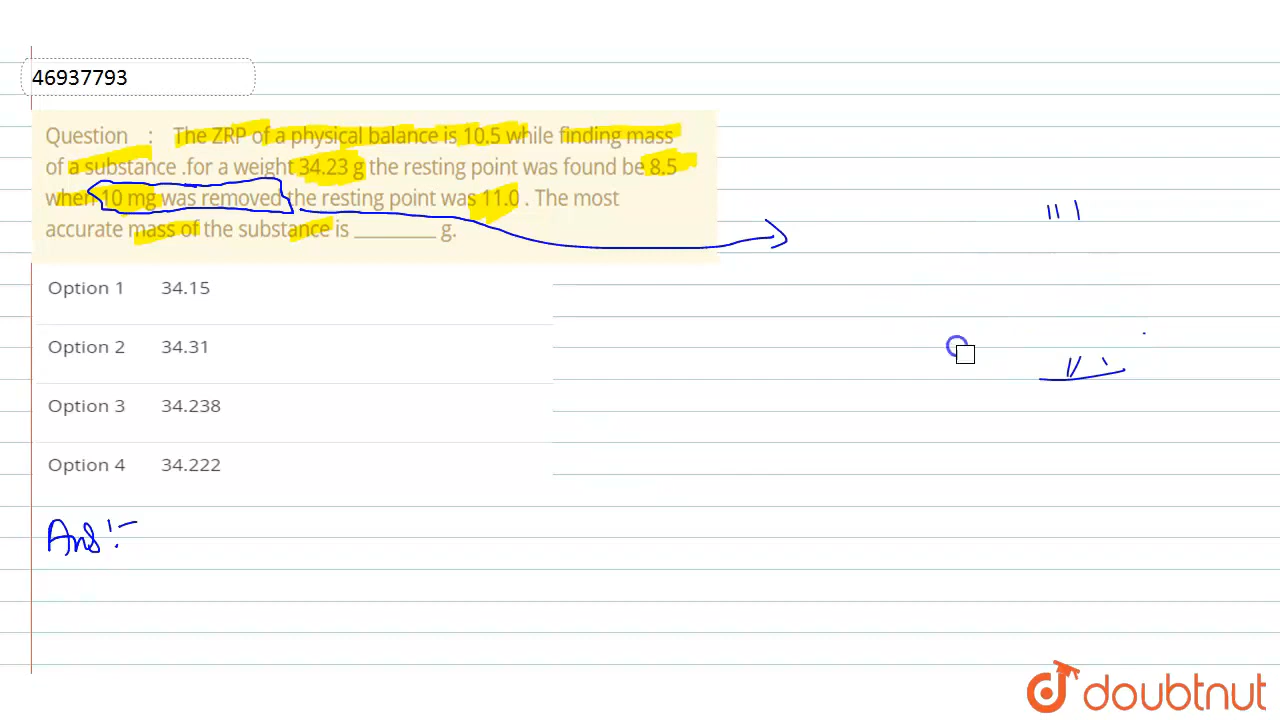 46937793
Question : The ZRP of a physical balance is 10.5 while finding mass
of a substance .for a weight 34.23 g the resting point was found be 8.5
when 10 mg was removed the resting point was 11.0 . The most
accurate mass of the substance is _________ g.
Option 1 34.15
Option 2 34.31
Option 3 34.238
Option 4 34.222
Ans :-
doubtnut